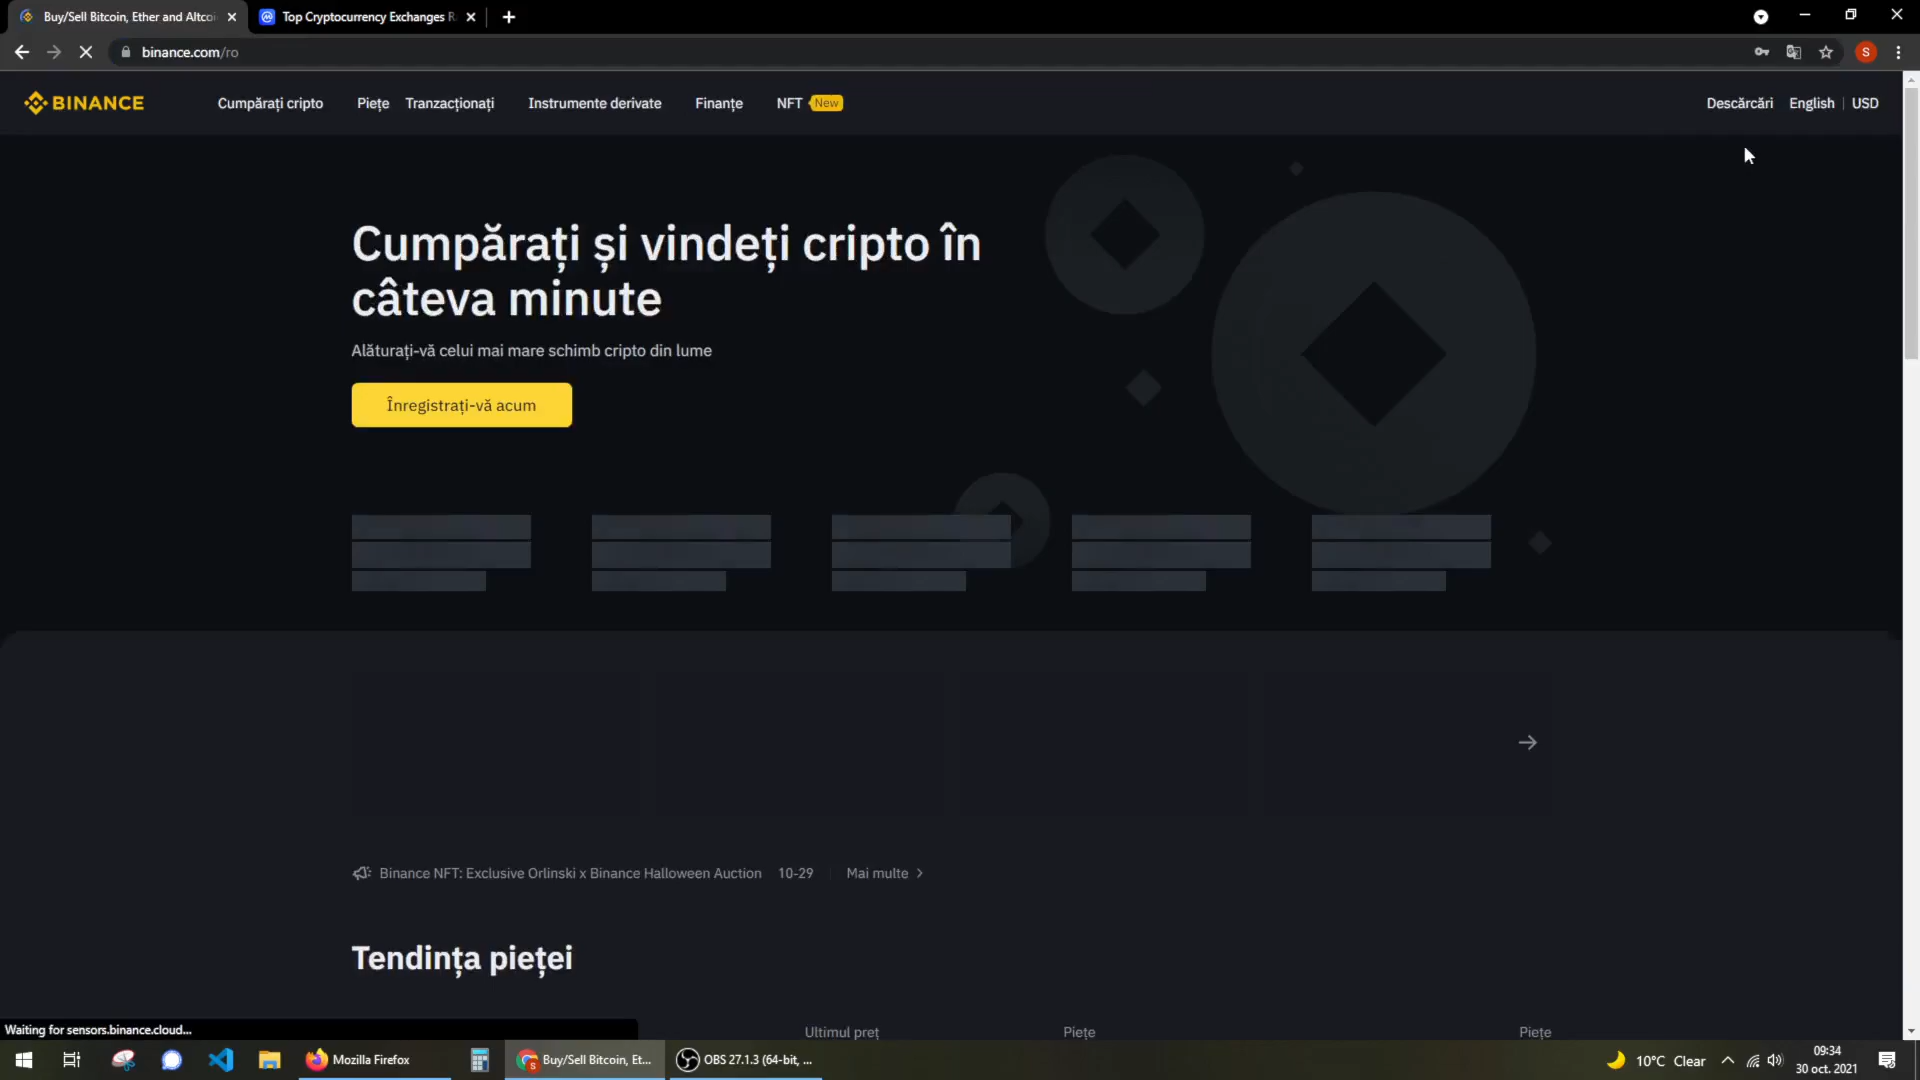 Buy/Sell Bitcoin, Ether and Altcoi
Top Cryptocurrency Exchanges R
binance.com/ro
S
BINANCE
Cumpărați cripto
Piețe
Tranzacționați
Instrumente derivate
Finanțe
NFT
New
Descărcări
English
USD
Cumpărați și vindeți cripto în
câteva minute
Alăturați-vă celui mai mare schimb cripto din lume
Înregistrați-vă acum
Binance NFT: Exclusive Orlinski x Binance Halloween Auction 10-29
Mai multe
Tendința pieței
Ultimul preț
Piețe
Piețe
Waiting for sensors.binance.cloud...
Mozilla Firefox
Buy/Sell Bitcoin, Et...
OBS 27.1.3 (64-bit, ...
10°C Clear
09:34
30 oct. 2021